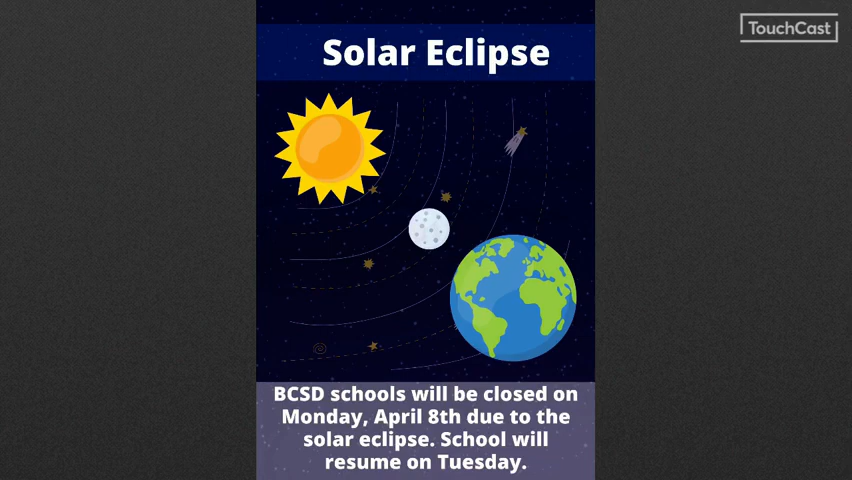 TouchCast
Solar Eclipse
BCSD schools will be closed on
Monday, April 8th due to the
solar eclipse. School will
resume on Tuesday.